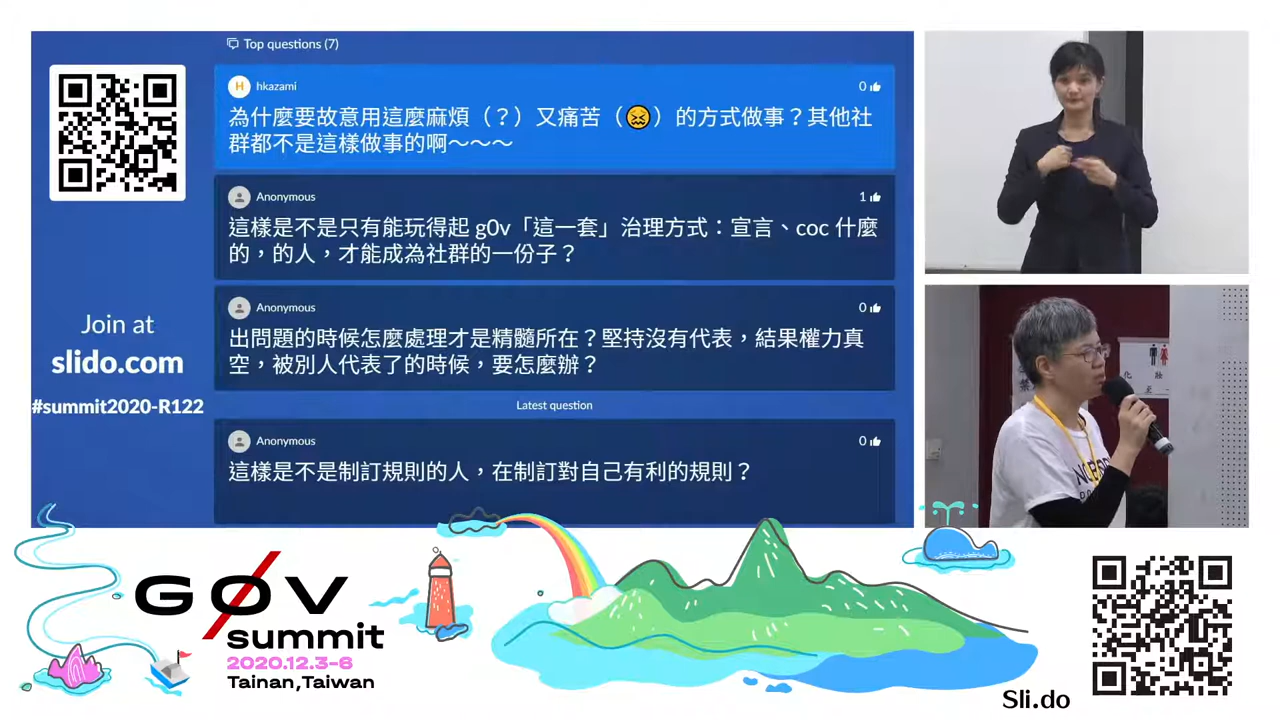 Top questions (7)
H
hkazami
0
為什麼要故意用這麼麻煩（？）又痛苦（😖）的方式做事？其他社
群都不是這樣做事的啊～～～
Anonymous
1
這樣是不是只有能玩得起 g0v「這一套」治理方式：宣言、coc 什麼
的，的人，才能成為社群的一份子？
Anonymous
0
出問題的時候怎麼處理才是精髓所在？堅持沒有代表，結果權力真
空，被別人代表了的時候，要怎麼辦？
Latest question
Anonymous
0
這樣是不是制訂規則的人，在制訂對自己有利的規則？
Join at
slido.com
#summit2020-R122
化
G0V
summit
2020.12.3-6
Tainan,Taiwan
Sli.do